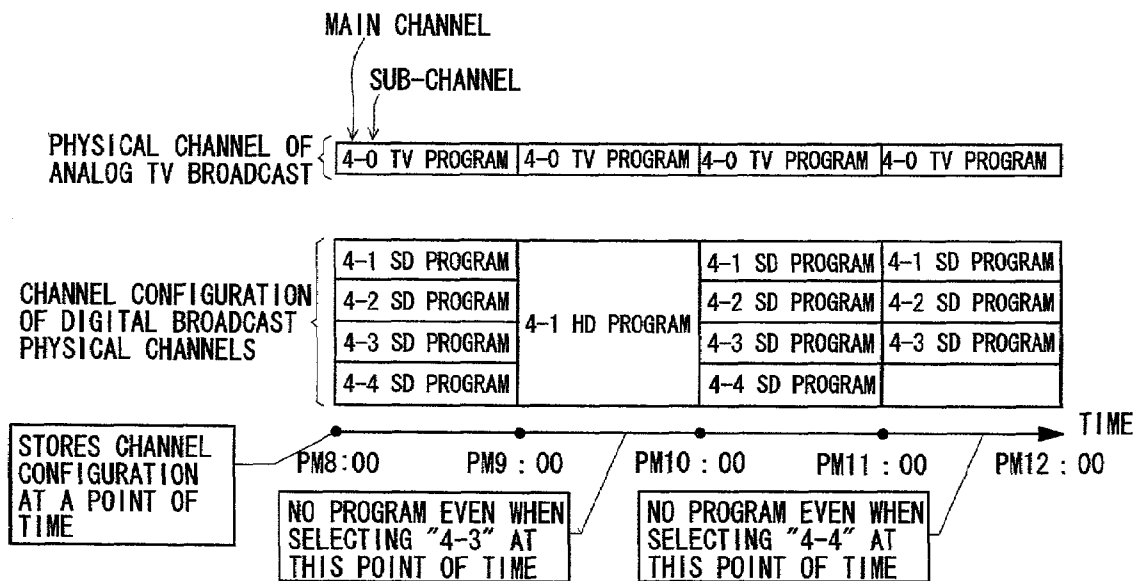 MAIN CHANNEL
SUB-CHANNEL
PHYSICAL CHANNEL OF
ANALOG TV BROADCAST
4-0 TV PROGRAM 4-0 TV PROGRAM 4-0 TV PROGRAM 4-0 TV PROGRAM
CHANNEL CONFIGURATION
OF DIGITAL BROADCAST
PHYSICAL CHANNELS
4-1 SD PROGRAM
4-2 SD PROGRAM
4-3 SD PROGRAM
4-4 SD PROGRAM
4-1 HD PROGRAM
4-1 SD PROGRAM
4-2 SD PROGRAM
4-3 SD PROGRAM
4-4 SD PROGRAM
4-1 SD PROGRAM
4-2 SD PROGRAM
4-3 SD PROGRAM
TIME
PM8:00 PM9:00 PM10:00 PM11:00 PM12:00
STORES CHANNEL
CONFIGURATION
AT A POINT OF
TIME
NO PROGRAM EVEN WHEN
SELECTING "4-3" AT
THIS POINT OF TIME
NO PROGRAM EVEN WHEN
SELECTING "4-4" AT
THIS POINT OF TIME